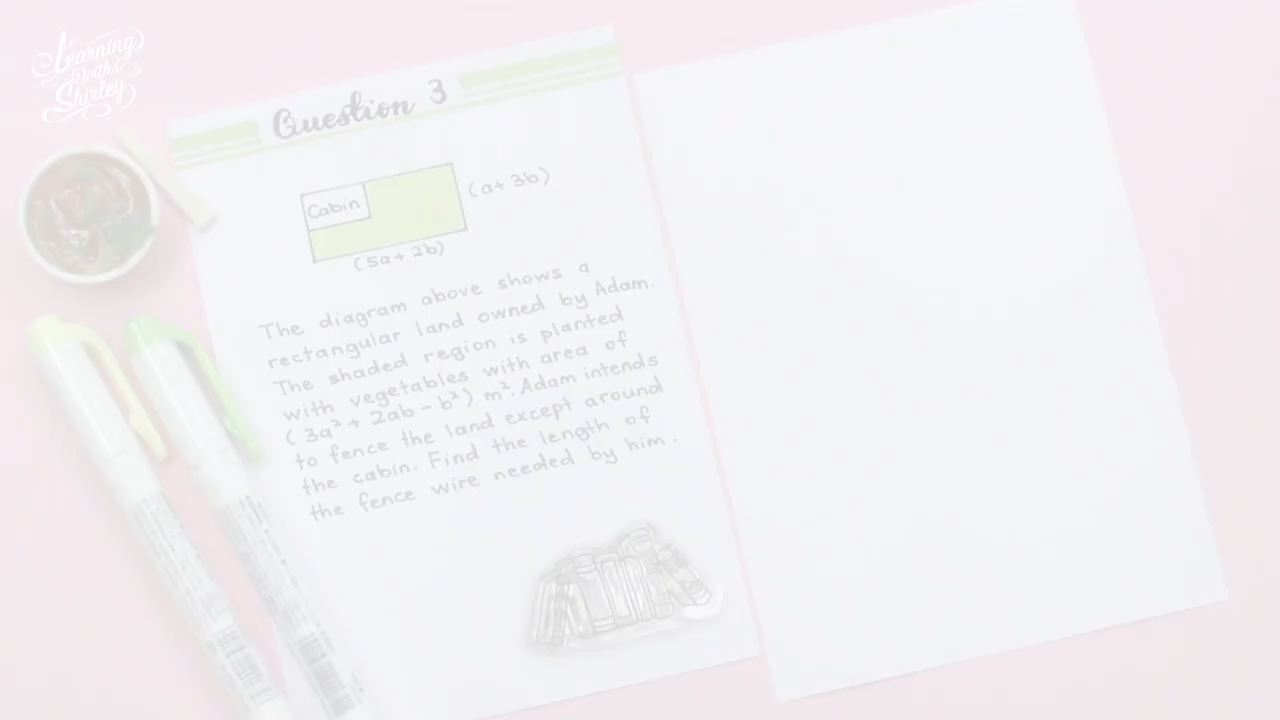 Learning
with
Shirley
Question 3
Cabin
(a+3b)
(5a+2b)
The diagram above shows a
rectangular land owned by Adam.
The shaded region is planted
with vegetables with area of
(3a² + 2ab - b²) m². Adam intends
to fence the land except around
the cabin. Find the length of
the fence wire needed by him.